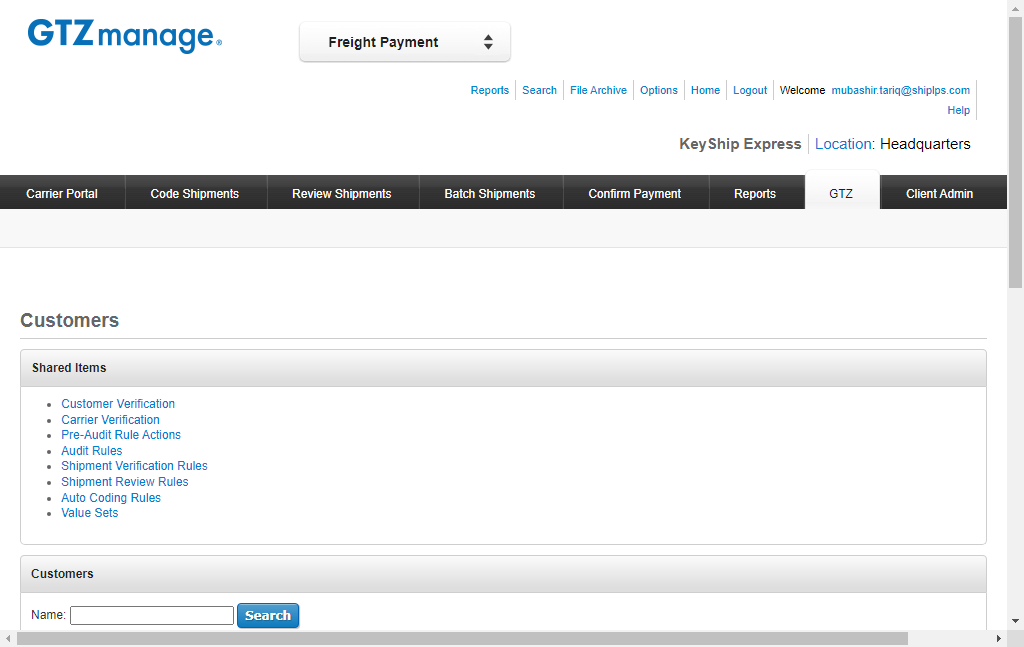 GTZmanage®
Freight Payment
Reports Search File Archive Options Home Logout Welcome mubashir.tariq@shiplps.com
Help
KeyShip Express Location: Headquarters
Carrier Portal Code Shipments Review Shipments Batch Shipments Confirm Payment Reports GTZ Client Admin
Customers
Shared Items
Customer Verification
Carrier Verification
Pre-Audit Rule Actions
Audit Rules
Shipment Verification Rules
Shipment Review Rules
Auto Coding Rules
Value Sets
Customers
Name: Search